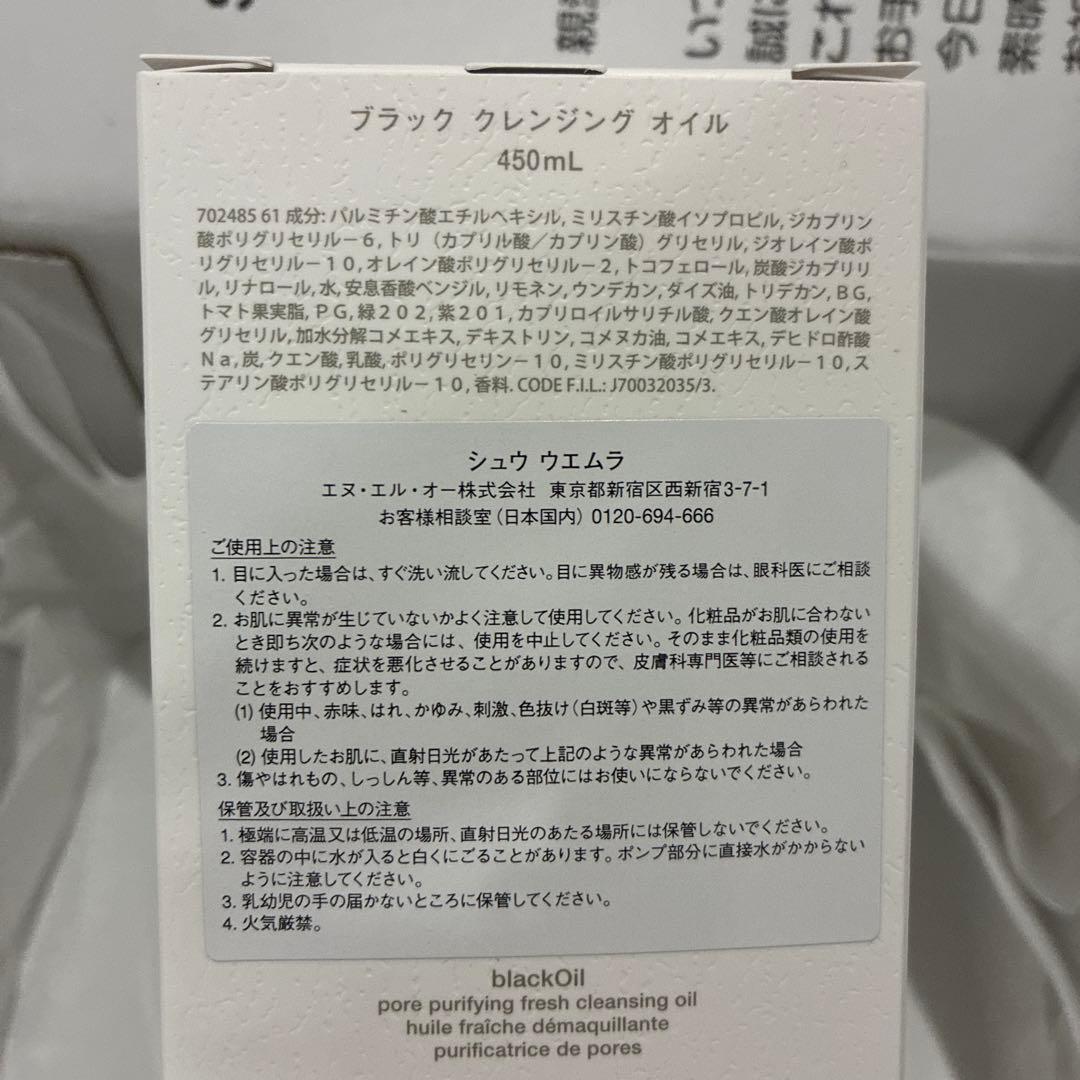 親
いつ
誠に
これ
お手
今日
素晴
ブラック クレンジング オイル
450mL
702485 61 成分: パルミチン酸エチルヘキシル, ミリスチン酸イソプロピル, ジカプリン
酸ポリグリセリルー6, トリ（カプリル酸／カプリン酸）グリセリル, ジオレイン酸ポ
リグリセリルー10, オレイン酸ポリグリセリルー2, トコフェロール, 炭酸ジカプリリ
ル, リナロール, 水, 安息香酸ベンジル, リモネン, ウンデカン, ダイズ油, トリデカン, BG,
トマト果実脂, PG, 緑202, 紫201, カプリロイルサリチル酸, クエン酸オレイン酸
グリセリル, 加水分解コメエキス, デキストリン, コメヌカ油, コメエキス, デヒドロ酢酸
Na, 炭, クエン酸, 乳酸, ポリグリセリンー10, ミリスチン酸ポリグリセリルー10, ス
テアリン酸ポリグリセリルー10, 香料. CODE F.I.L.: J70032035/3.
シュウ ウエムラ
エヌ・エル・オー株式会社 東京都新宿区西新宿3-7-1
お客様相談室（日本国内）0120-694-666
ご使用上の注意
1. 目に入った場合は、すぐ洗い流してください。目に異物感が残る場合は、眼科医にご相談
ください。
2. お肌に異常が生じていないかよく注意して使用してください。化粧品がお肌に合わない
とき即ち次のような場合には、使用を中止してください。そのまま化粧品類の使用を
続けますと、症状を悪化させることがありますので、皮膚科専門医等にご相談される
ことをおすすめします。
(1) 使用中、赤味、はれ、かゆみ、刺激、色抜け（白斑等）や黒ずみ等の異常があらわれた
場合
(2) 使用したお肌に、直射日光があたって上記のような異常があらわれた場合
3. 傷やはれもの、しっしん等、異常のある部位にはお使いにならないでください。
保管及び取扱い上の注意
1. 極端に高温又は低温の場所、直射日光のあたる場所には保管しないでください。
2. 容器の中に水が入ると白くにごることがあります。ポンプ部分に直接水がかからない
ように注意してください。
3. 乳幼児の手の届かないところに保管してください。
4. 火気厳禁。
blackOil
pore purifying fresh cleansing oil
huile fraîche démaquillante
purificatrice de pores